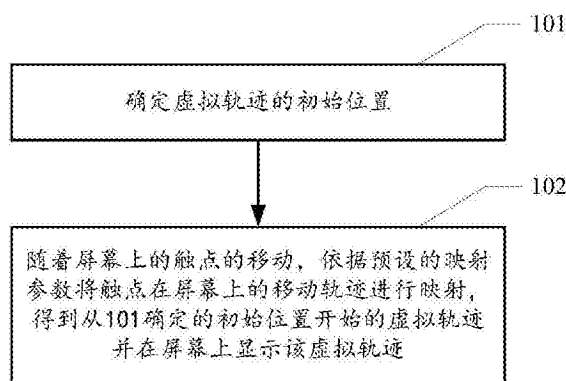 101
确定虚拟轨迹的初始位置
102
随着屏幕上的触点的移动，依据预设的映射
参数将触点在屏幕上的移动轨迹进行映射，
得到从101确定的初始位置开始的虚拟轨迹
并在屏幕上显示该虚拟轨迹